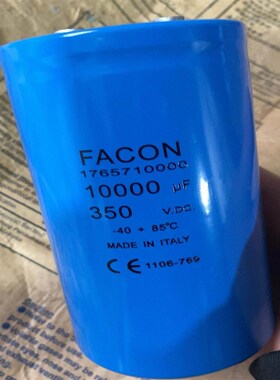 FACON
1765710000
10000 µF
350 V.DC.
-40 + 85°C
MADE IN ITALY
CE 1106-769